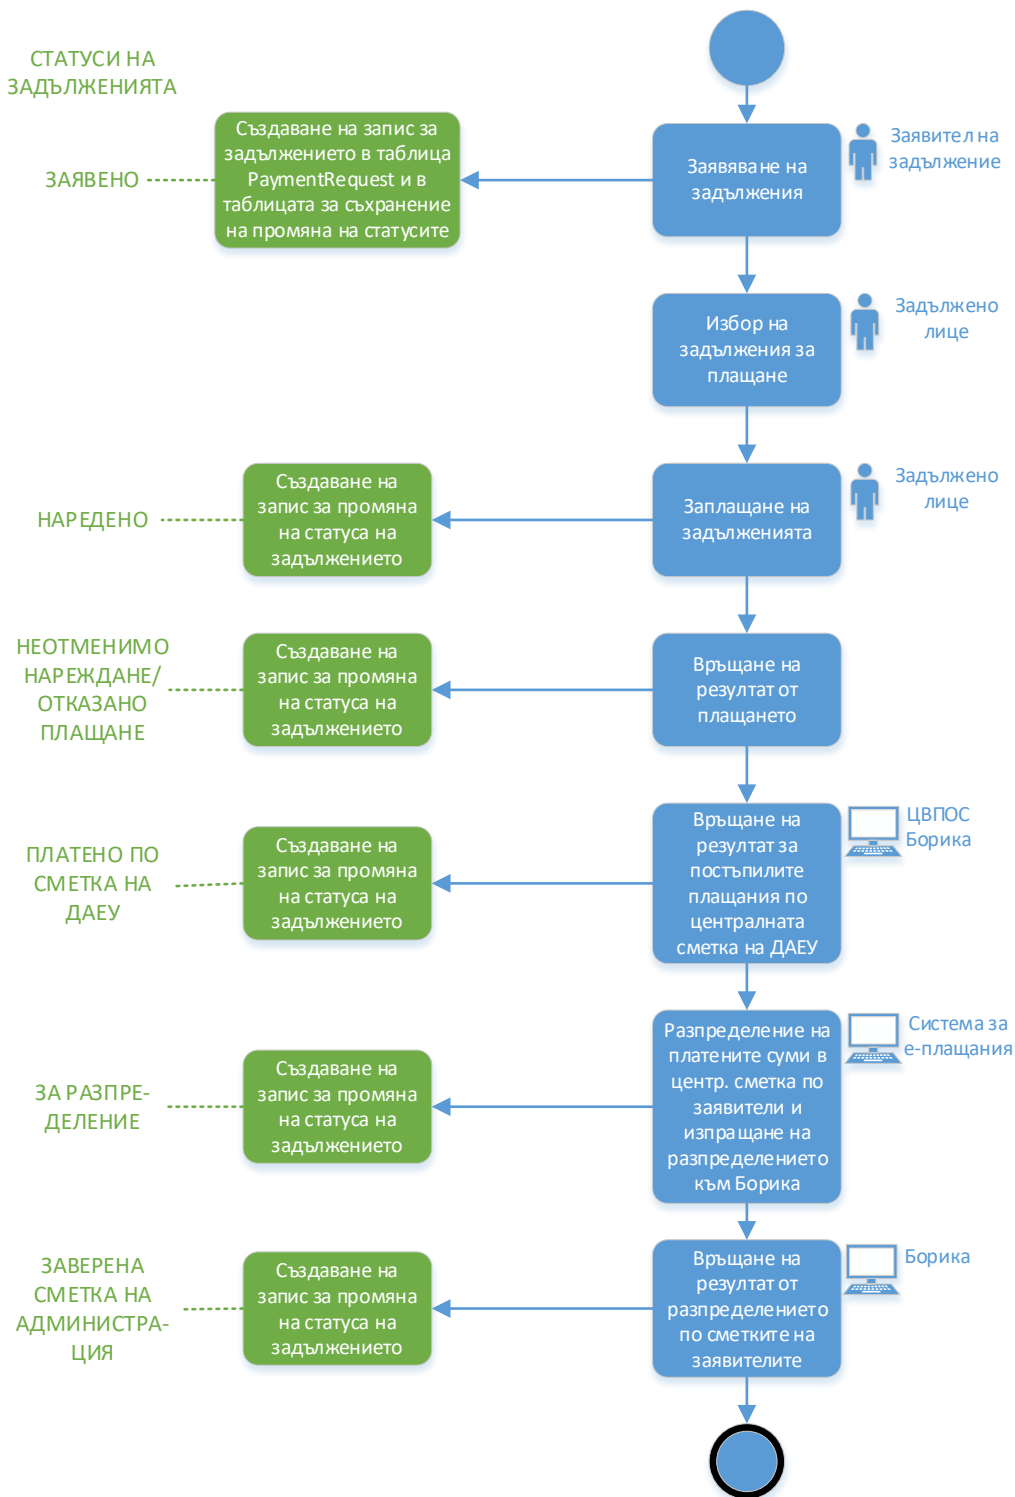 СТАТУСИ НА
ЗАДЪЛЖЕНИЯТА
Създаване на запис за
задължението в таблица
PaymentRequest и в
таблицата за съхранение
на промяна на статусите
ЗАЯВЕНО
Заявяване на
задължения
Заявител на
задължение
Избор на
задължения за
плащане
Задължено
лице
НАРЕДЕНО
Създаване на
запис за промяна
на статуса на
задължението
Заплащане на
задълженията
Задължено
лице
НЕОТМЕНИМО
НАРЕЖДАНЕ/
ОТКАЗАНО
ПЛАЩАНЕ
Създаване на
запис за промяна
на статуса на
задължението
Връщане на
резултат от
плащането
ПЛАТЕНО ПО
СМЕТКА НА
ДАЕУ
Създаване на
запис за промяна
на статуса на
задължението
Връщане на
резултат за
постъпилите
плащания по
централната
сметка на ДАЕУ
ЦВПОС
Борика
ЗА РАЗПРЕ-
ДЕЛЕНИЕ
Създаване на
запис за промяна
на статуса на
задължението
Разпределение на
платените суми в
центр. сметка по
заявители и
изпращане на
разпределението
към Борика
Система за
е-плащания
ЗАВЕРЕНА
СМЕТКА НА
АДМИНИСТРА-
ЦИЯ
Създаване на
запис за промяна
на статуса на
задължението
Връщане на
резултат от
разпределението
по сметките на
заявителите
Борика